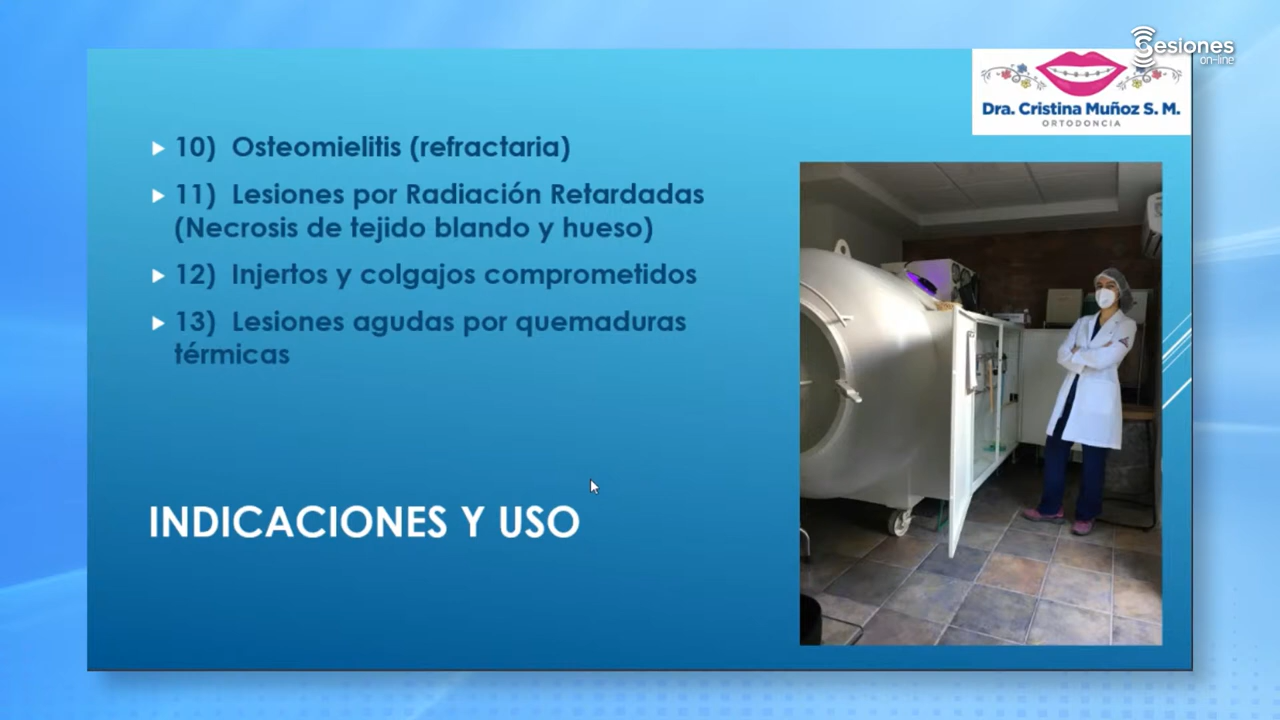 Sesiones
on-line
Dra. Cristina Muñoz S. M.
ORTODONCIA
10) Osteomielitis (refractaria)
11) Lesiones por Radiación Retardadas
(Necrosis de tejido blando y hueso)
12) Injertos y colgajos comprometidos
13) Lesiones agudas por quemaduras
térmicas
INDICACIONES Y USO